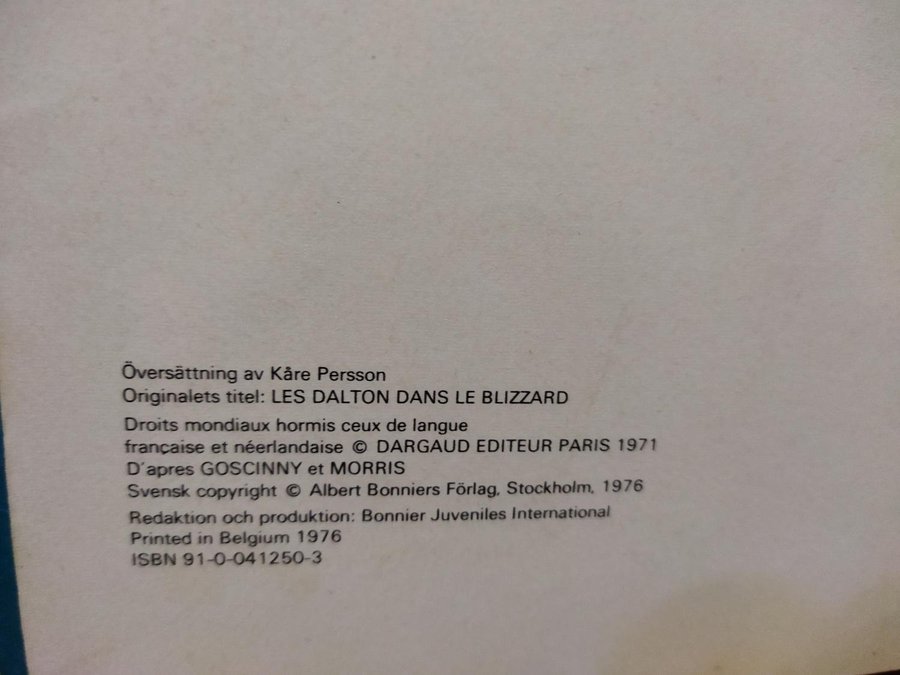 Översättning av Kåre Persson
Originalets titel: LES DALTON DANS LE BLIZZARD
Droits mondiaux hormis ceux de langue
française et néerlandaise © DARGAUD EDITEUR PARIS 1971
D'apres GOSCINNY et MORRIS
Svensk copyright © Albert Bonniers Förlag, Stockholm, 1976
Redaktion och produktion: Bonnier Juveniles International
Printed in Belgium 1976
ISBN 91-0-041250-3